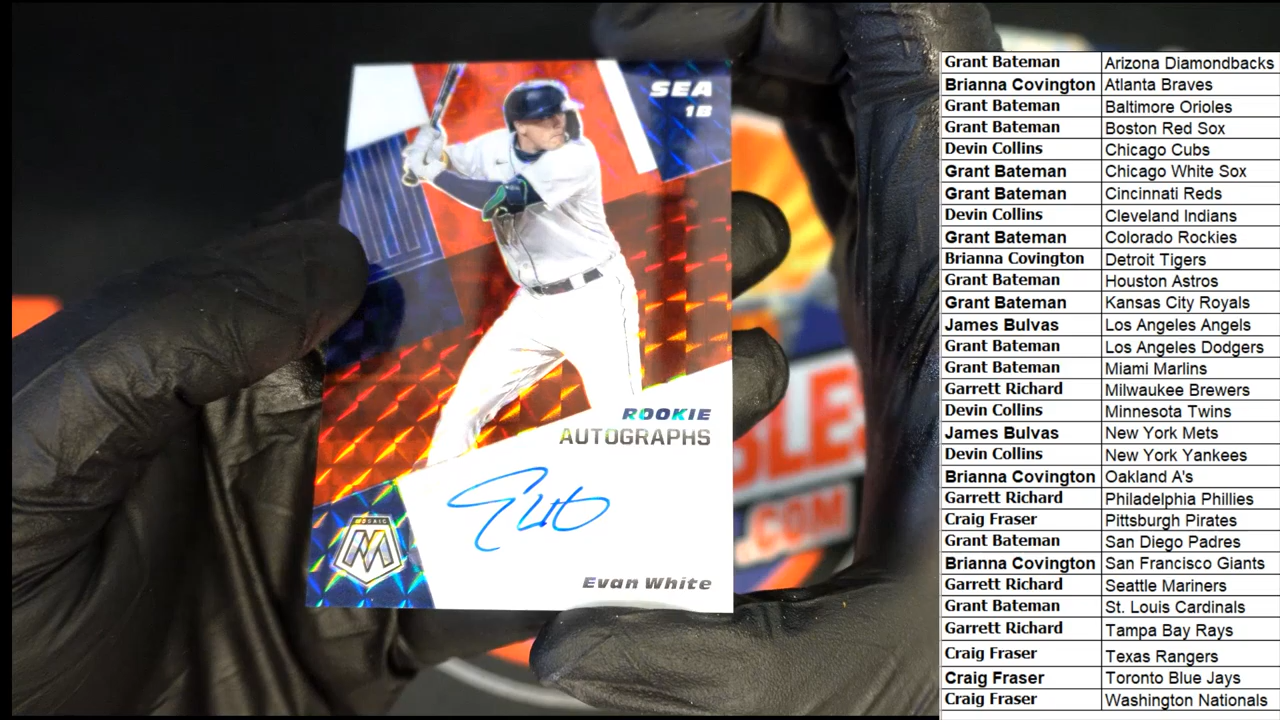 SEA
1B
ROOKIE
AUTOGRAPHS
MOSAIC
M
Evan White
.COM
Grant Bateman Arizona Diamondbacks
Brianna Covington Atlanta Braves
Grant Bateman Baltimore Orioles
Grant Bateman Boston Red Sox
Devin Collins Chicago Cubs
Grant Bateman Chicago White Sox
Grant Bateman Cincinnati Reds
Devin Collins Cleveland Indians
Grant Bateman Colorado Rockies
Brianna Covington Detroit Tigers
Grant Bateman Houston Astros
Grant Bateman Kansas City Royals
James Bulvas Los Angeles Angels
Grant Bateman Los Angeles Dodgers
Grant Bateman Miami Marlins
Garrett Richard Milwaukee Brewers
Devin Collins Minnesota Twins
James Bulvas New York Mets
Devin Collins New York Yankees
Brianna Covington Oakland A's
Garrett Richard Philadelphia Phillies
Craig Fraser Pittsburgh Pirates
Grant Bateman San Diego Padres
Brianna Covington San Francisco Giants
Garrett Richard Seattle Mariners
Grant Bateman St. Louis Cardinals
Garrett Richard Tampa Bay Rays
Craig Fraser Texas Rangers
Craig Fraser Toronto Blue Jays
Craig Fraser Washington Nationals